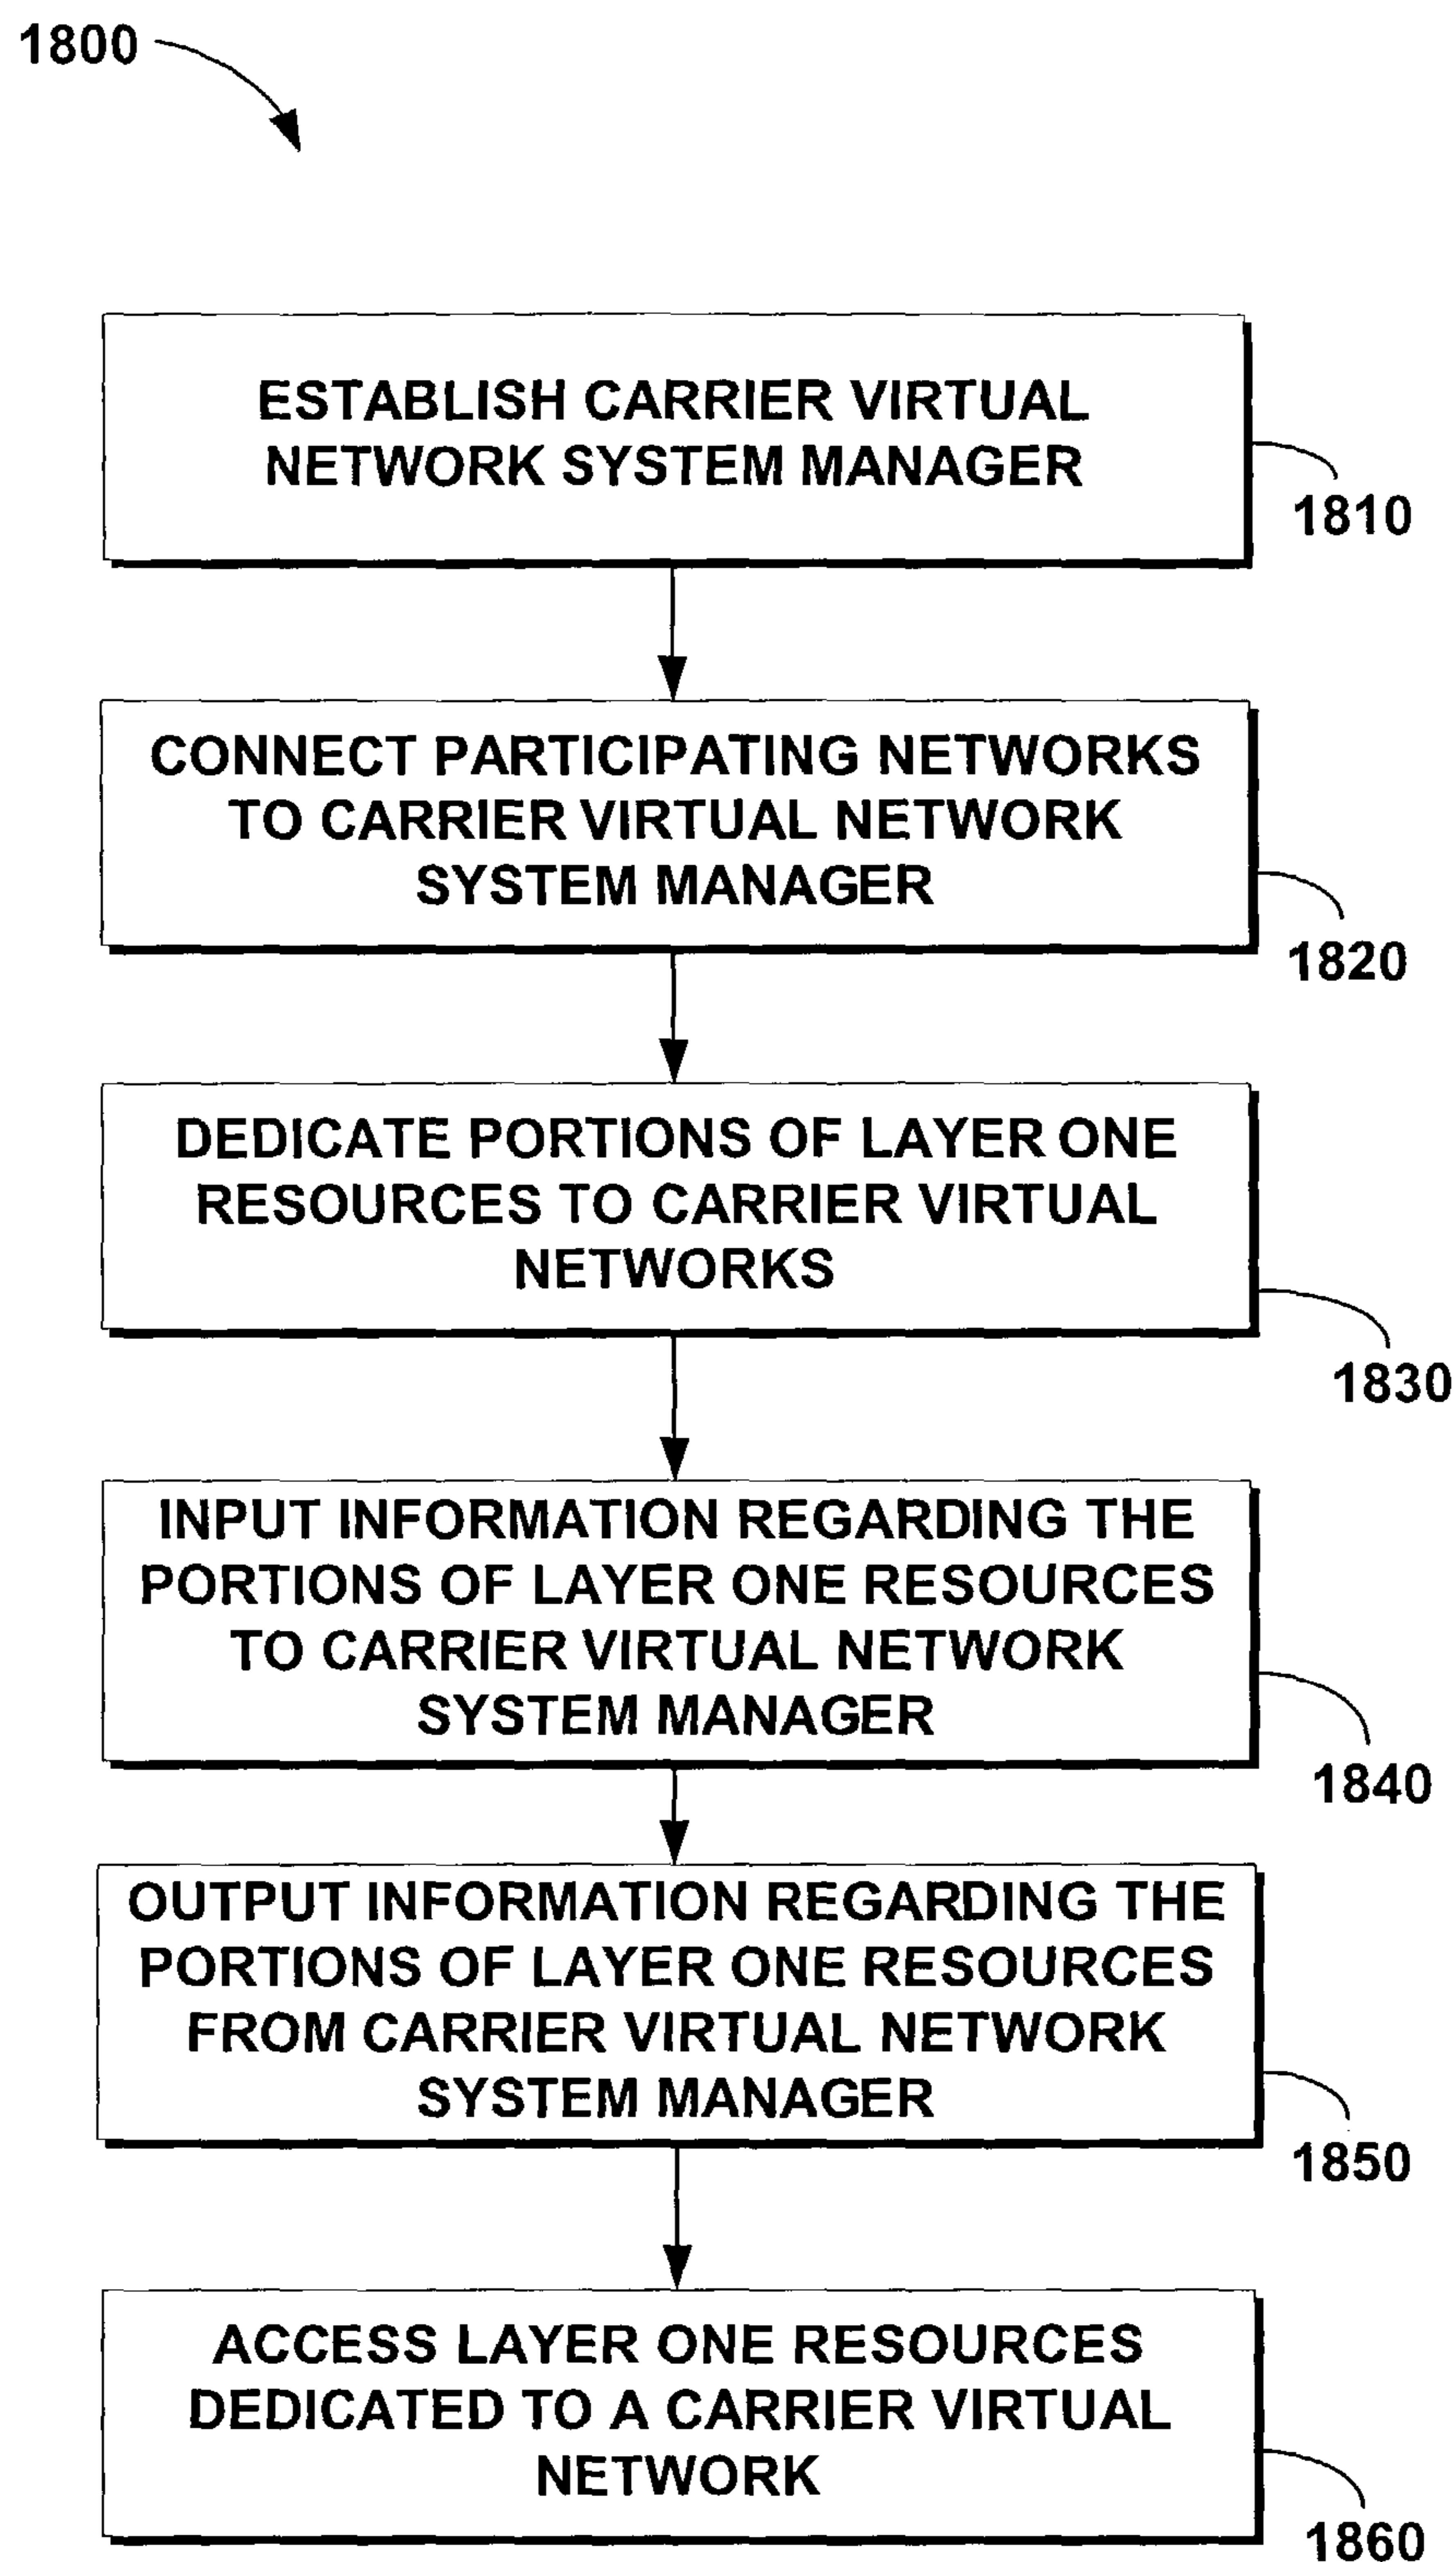 1800
ESTABLISH CARRIER VIRTUAL
NETWORK SYSTEM MANAGER
1810
CONNECT PARTICIPATING NETWORKS
TO CARRIER VIRTUAL NETWORK
SYSTEM MANAGER
1820
DEDICATE PORTIONS OF LAYER ONE
RESOURCES TO CARRIER VIRTUAL
NETWORKS
1830
INPUT INFORMATION REGARDING THE
PORTIONS OF LAYER ONE RESOURCES
TO CARRIER VIRTUAL NETWORK
SYSTEM MANAGER
1840
OUTPUT INFORMATION REGARDING THE
PORTIONS OF LAYER ONE RESOURCES
FROM CARRIER VIRTUAL NETWORK
SYSTEM MANAGER
1850
ACCESS LAYER ONE RESOURCES
DEDICATED TO A CARRIER VIRTUAL
NETWORK
1860